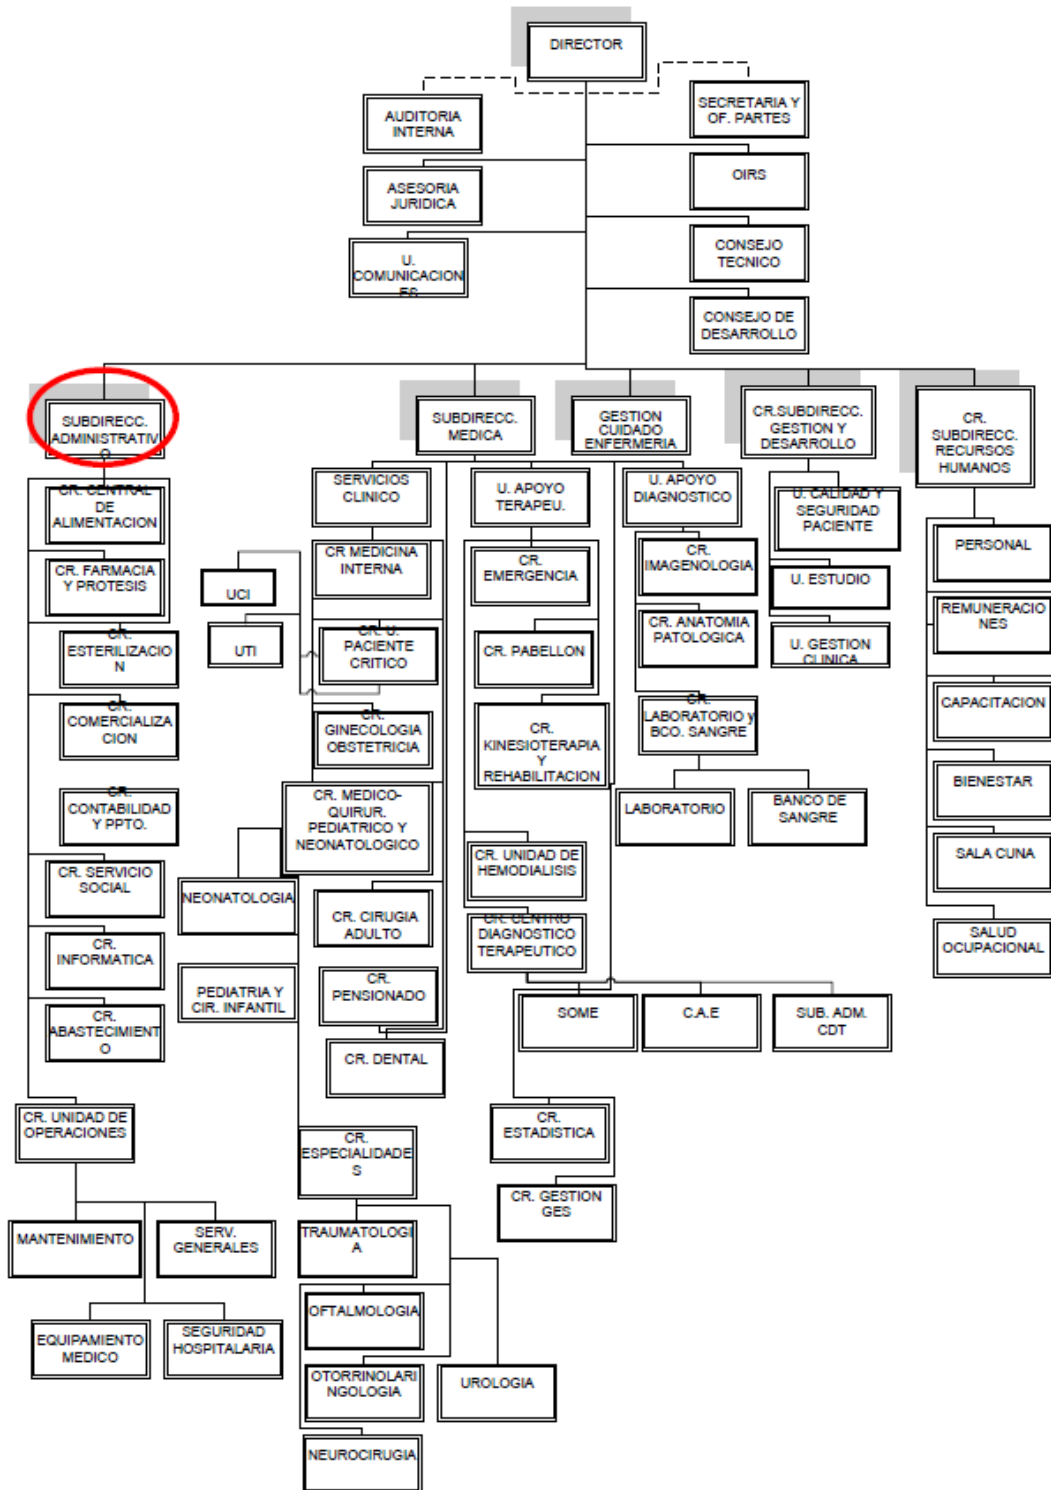 DIRECTOR
AUDITORIA
INTERNA
SECRETARIA Y
OF. PARTES
ASESORIA
JURIDICA
OIRS
U.
COMUNICACION
ES
CONSEJO
TECNICO
CONSEJO DE
DESARROLLO
SUBDIRECC.
ADMINISTRATIV
O
SUBDIRECC.
MEDICA
GESTION
CUIDADO
ENFERMERIA
CR.SUBDIRECC.
GESTION Y
DESARROLLO
CR.
SUBDIRECC.
RECURSOS
HUMANOS
CR. CENTRAL
DE
ALIMENTACION
CR. FARMACIA
Y PROTESIS
CR.
ESTERILIZACIO
N
CR.
COMERCIALIZA
CION
CR.
CONTABILIDAD
Y PPTO.
CR. SERVICIO
SOCIAL
CR.
INFORMATICA
CR.
ABASTECIMIENT
O
CR. UNIDAD DE
OPERACIONES
MANTENIMIENTO
SERV.
GENERALES
EQUIPAMIENTO
MEDICO
SEGURIDAD
HOSPITALARIA
SERVICIOS
CLINICO
CR MEDICINA
INTERNA
UCI
UTI
CR. U.
PACIENTE
CRITICO
CR.
GINECOLOGIA
OBSTETRICIA
CR. MEDICO-
QUIRUR.
PEDIATRICO Y
NEONATOLOGICO
NEONATOLOGIA
PEDIATRIA Y
CIR. INFANTIL
CR. CIRUGIA
ADULTO
CR.
PENSIONADO
CR. DENTAL
CR.
ESPECIALIDADE
S
TRAUMATOLOGI
A
OFTALMOLOGIA
OTORRINOLARI
NGOLOGIA
UROLOGIA
NEUROCIRUGIA
U. APOYO
TERAPEU.
CR.
EMERGENCIA
CR. PABELLON
CR.
KINESIOTERAPIA
Y
REHABILITACION
CR. UNIDAD DE
HEMODIALISIS
CR. CENTRO
DIAGNOSTICO
TERAPEUTICO
SOME
C.A.E
SUB. ADM.
CDT
CR.
ESTADISTICA
CR. GESTION
GES
U. APOYO
DIAGNOSTICO
CR.
IMAGENOLOGIA
CR. ANATOMIA
PATOLOGICA
CR.
LABORATORIO y
BCO. SANGRE
LABORATORIO
BANCO DE
SANGRE
U. CALIDAD Y
SEGURIDAD
PACIENTE
U. ESTUDIO
U. GESTION
CLINICA
PERSONAL
REMUNERACIO
NES
CAPACITACION
BIENESTAR
SALA CUNA
SALUD
OCUPACIONAL